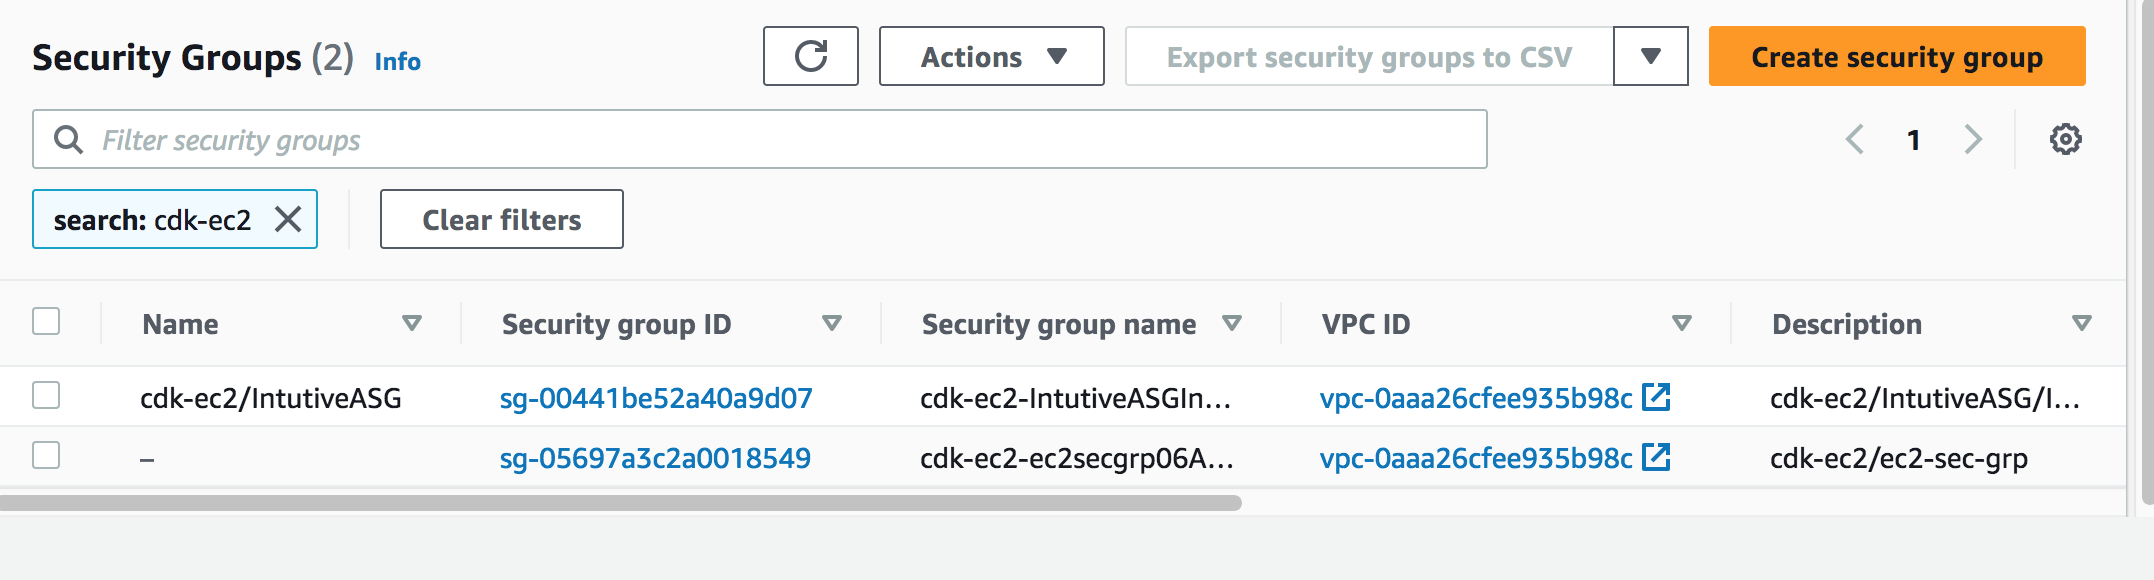 Security Groups (2) Info
Actions
Export security groups to CSV
Create security group
Filter security groups
1
search: cdk-ec2
Clear filters
Name Security group ID Security group name VPC ID Description
cdk-ec2/IntutiveASG sg-00441be52a40a9d07 cdk-ec2-IntutiveASGIn... vpc-0aaa26cfee935b98c cdk-ec2/IntutiveASG/I...
– sg-05697a3c2a0018549 cdk-ec2-ec2secgrp06A... vpc-0aaa26cfee935b98c cdk-ec2/ec2-sec-grp